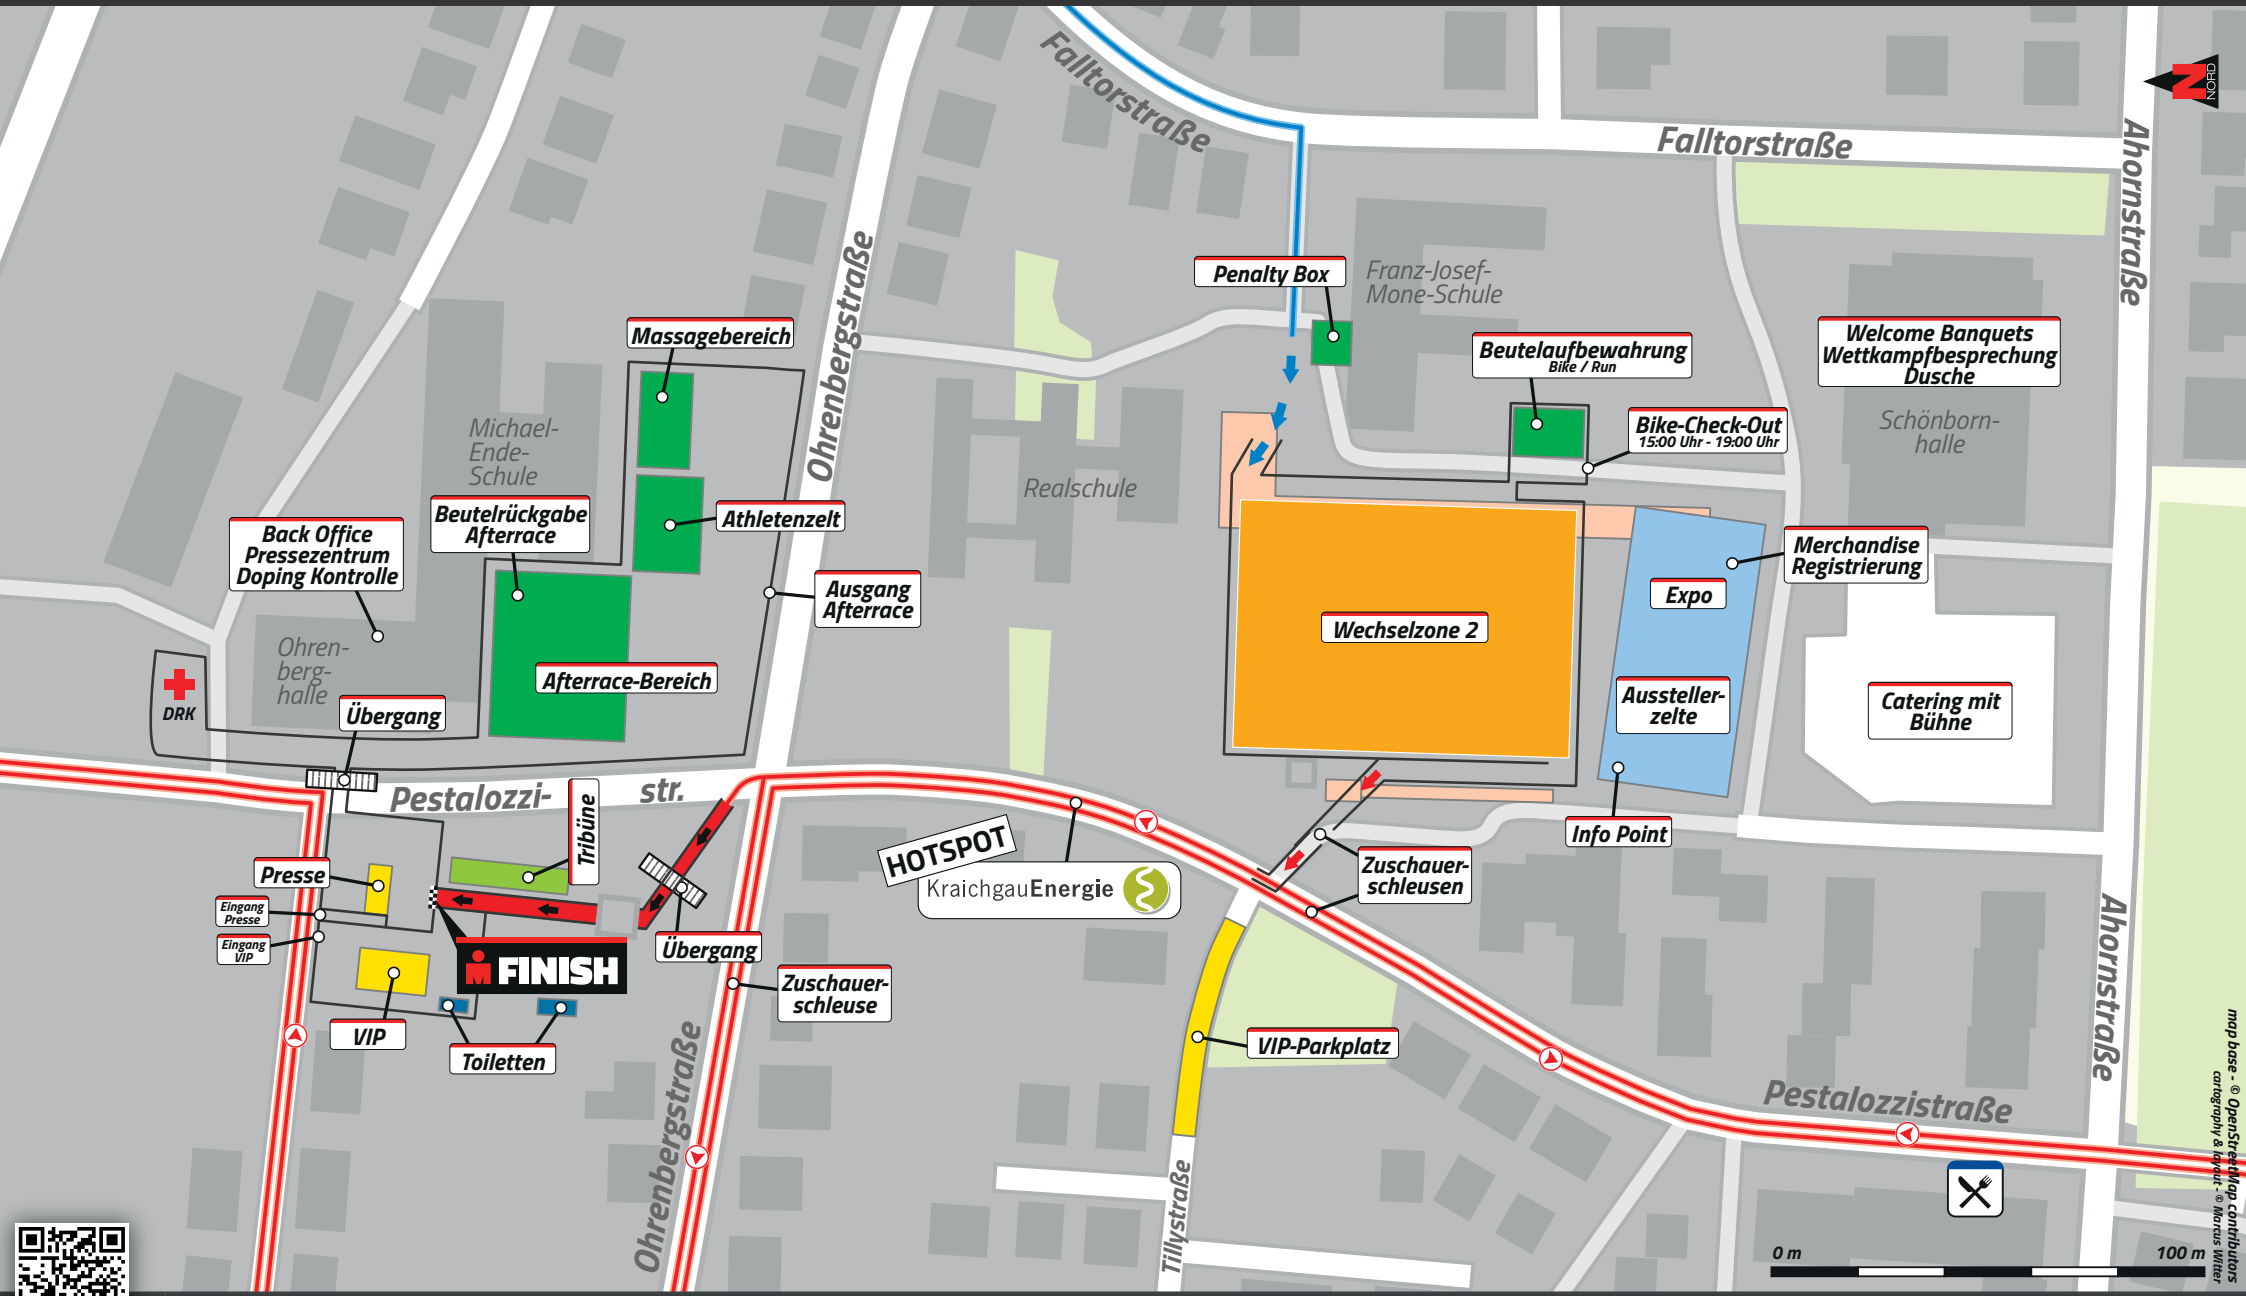 Falltorstraße
Falltorstraße
Ahornstraße
N
NORD
Ohrenbergstraße
Penalty Box
Franz-Josef-
Mone-Schule
Massagebereich
Beutelaufbewahrung
Bike / Run
Welcome Banquets
Wettkampfbesprechung
Dusche
Bike-Check-Out
15:00 Uhr - 19:00 Uhr
Schönborn-
halle
Michael-
Ende-
Schule
Realschule
Beutelrückgabe
Afterrace
Athletenzelt
Back Office
Pressezentrum
Doping Kontrolle
Merchandise
Registrierung
Ausgang
Afterrace
Expo
Wechselzone 2
Ohren-
berg-
halle
Afterrace-Bereich
DRK
Übergang
Aussteller-
zelte
Catering mit
Bühne
Pestalozzi-
str.
Tribüne
Info Point
HOTSPOT
KraichgauEnergie
Zuschauer-
schleusen
Presse
Eingang
Presse
Eingang
VIP
FINISH
Übergang
Zuschauer-
schleuse
VIP
Toiletten
VIP-Parkplatz
Ahornstraße
Pestalozzistraße
Ohrenbergstraße
Tillystraße
0 m
100 m
map base - © OpenStreetMap contributors
cartography & layout - © Marcus Witter